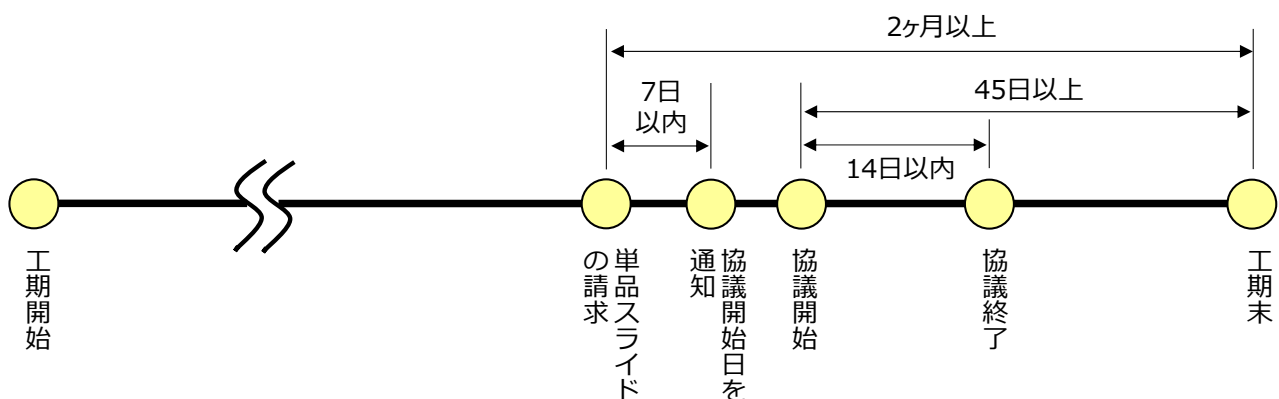 2ヶ月以上
7日
以内
45日以上
14日以内
工期開始
単品スライド
の請求
協議開始日を
通知
協議開始
協議終了
工期末